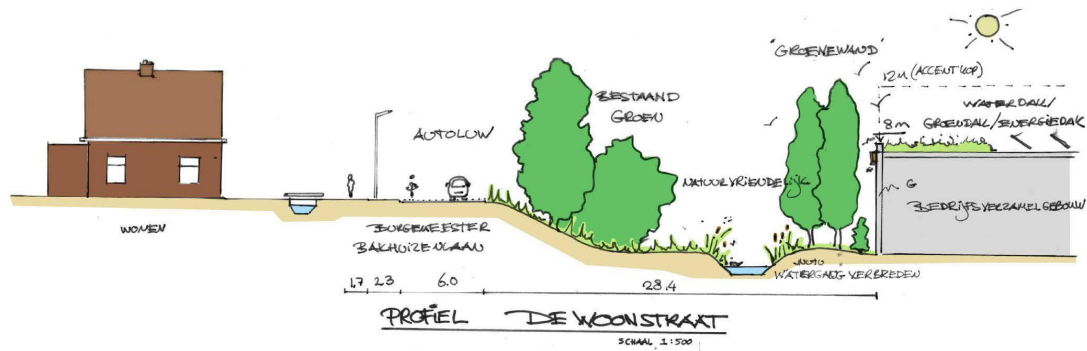 'GROENEWAND'
12M (ACCENT KOP)
BESTAAND
GROEN
WATERDAK/
8M GROENDAK/ENERGIEDAK
AUTOLUW
NATUURVRIENDELIJK
6
BEDRIJFSVERZAMELGEBOUW
WONEN
BURGEMEESTER
BAKHUIZENLAAN
WATERGANG VERBREDEN
1.7 2.3 6.0 28.4
PROFIEL DE WOONSTRAAT
SCHAAL 1:500